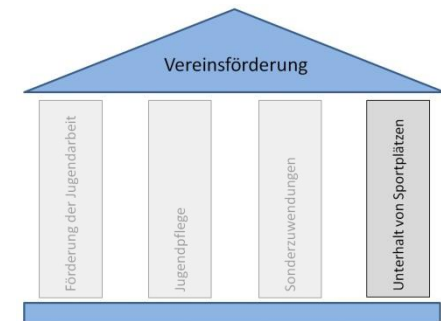 Vereinsförderung
Förderung der Jugendarbeit
Jugendpflege
Sonderzuwendungen
Unterhalt von Sportplätzen